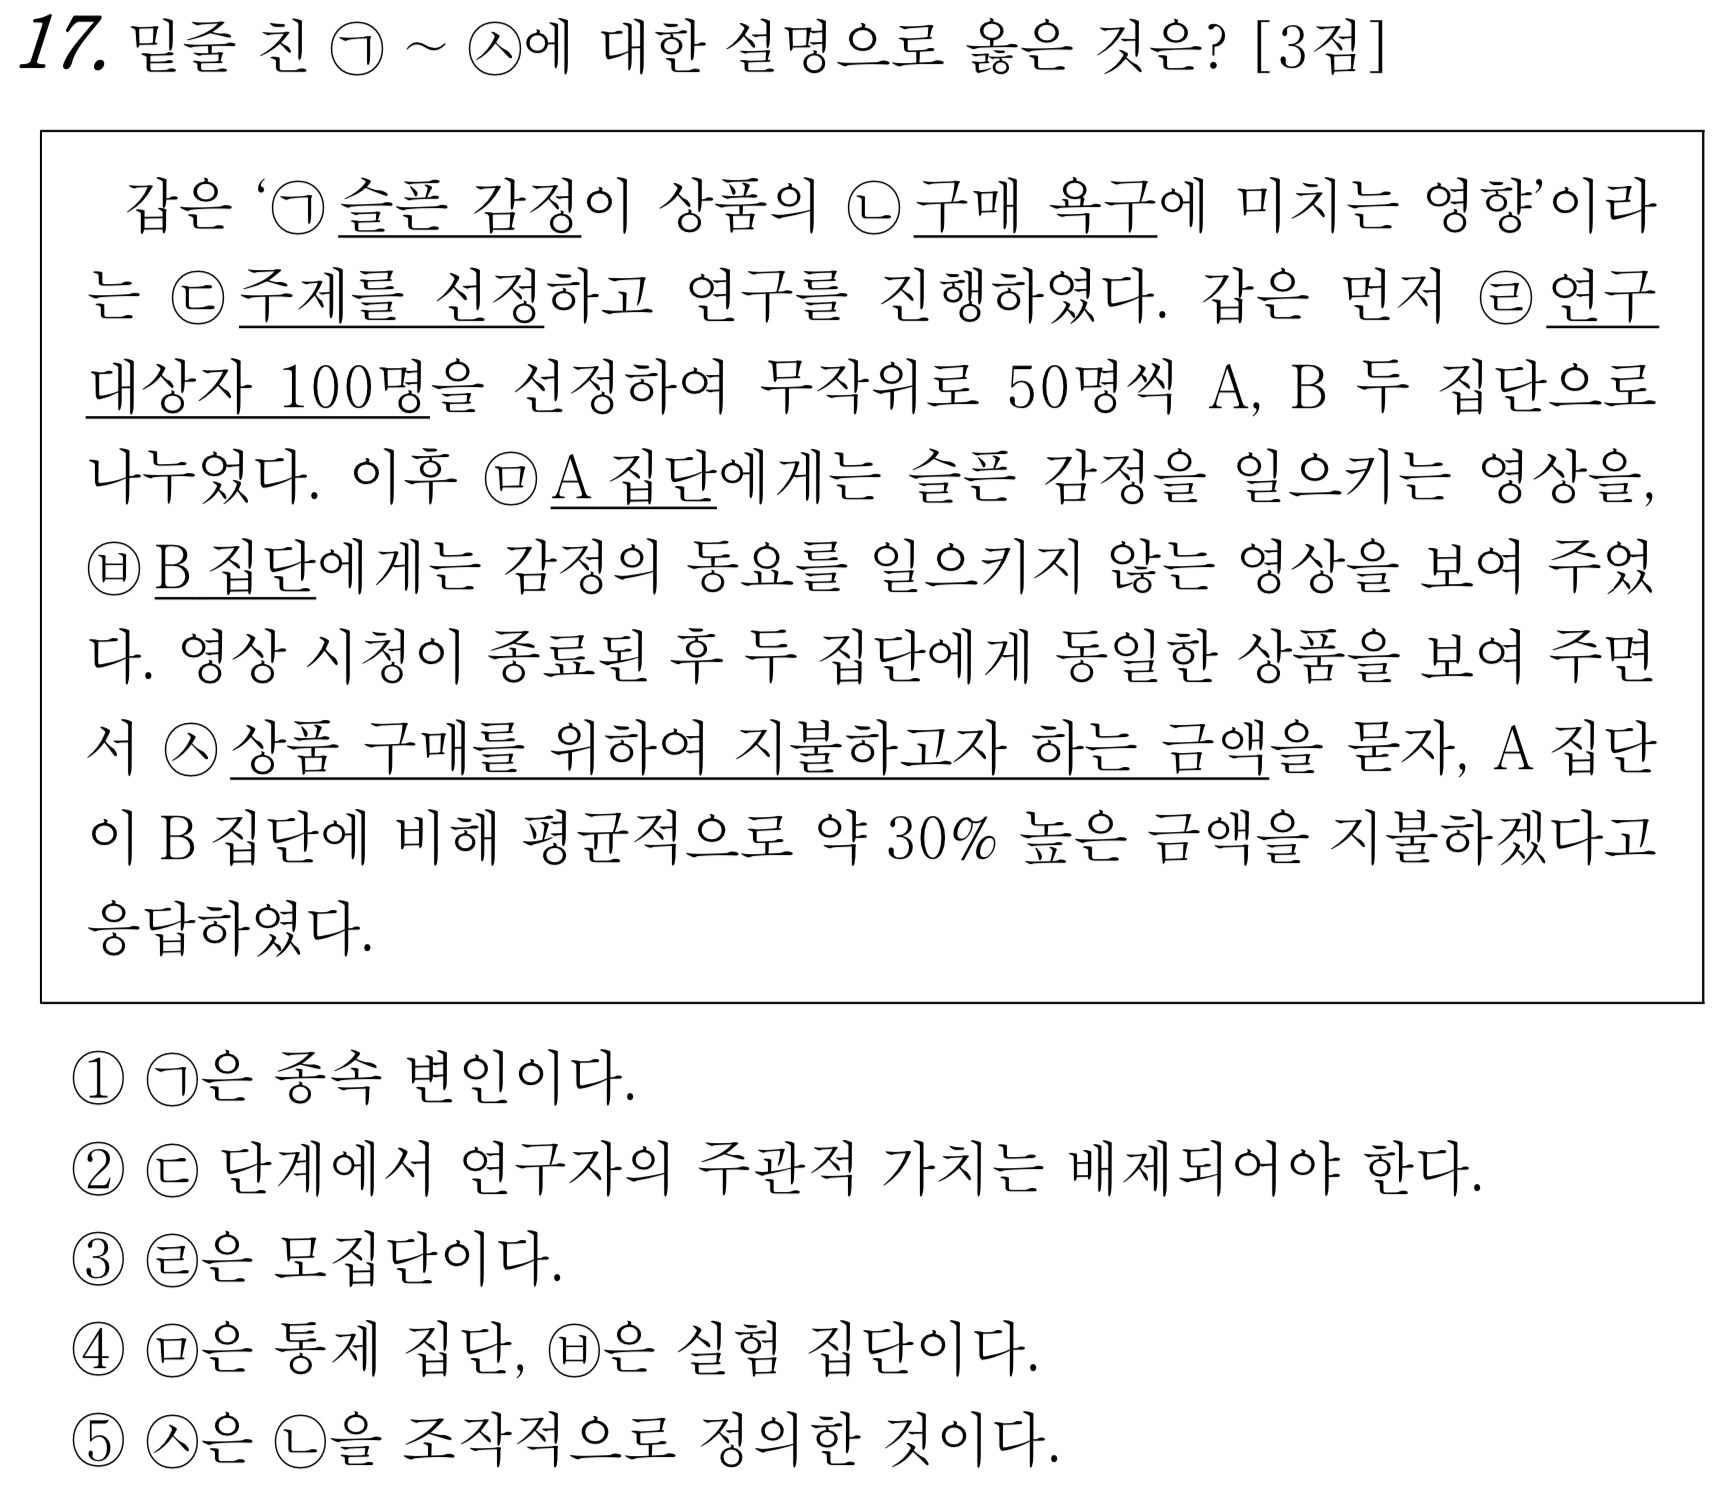 17. 밑줄 친 ㉠ ~ ㉦에 대한 설명으로 옳은 것은? [3점]
갑은 ‘㉠슬픈 감정이 상품의 ㉡구매 욕구에 미치는 영향’이라
는 ㉢주제를 선정하고 연구를 진행하였다. 갑은 먼저 ㉣연구
대상자 100명을 선정하여 무작위로 50명씩 A, B 두 집단으로
나누었다. 이후 ㉤A 집단에게는 슬픈 감정을 일으키는 영상을,
㉥B 집단에게는 감정의 동요를 일으키지 않는 영상을 보여 주었
다. 영상 시청이 종료된 후 두 집단에게 동일한 상품을 보여 주면
서 ㉦상품 구매를 위하여 지불하고자 하는 금액을 묻자, A 집단
이 B 집단에 비해 평균적으로 약 30% 높은 금액을 지불하겠다고
응답하였다.
① ㉠은 종속 변인이다.
② ㉢ 단계에서 연구자의 주관적 가치는 배제되어야 한다.
③ ㉣은 모집단이다.
④ ㉤은 통제 집단, ㉥은 실험 집단이다.
⑤ ㉦은 ㉡을 조작적으로 정의한 것이다.